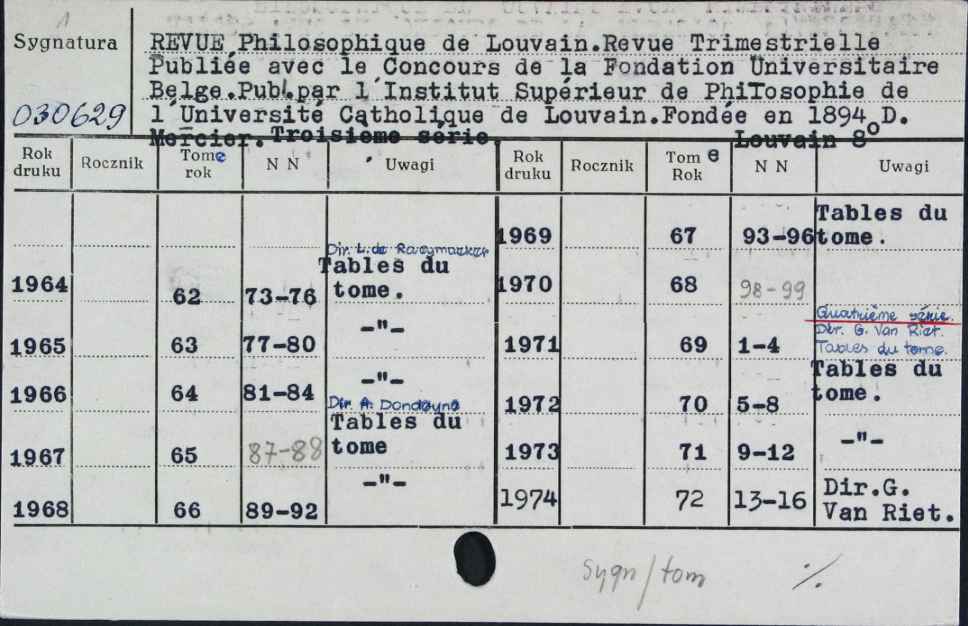 1
Sygnatura
030629
REVUE Philosophique de Louvain.Revue Trimestrielle
Publiée avec le Concours de la Fondation Universitaire
Belge.Publ.par l'Institut Supérieur de Philosophie de
l'Université Catholique de Louvain.Fondée en 1894 D.
Mercier. Troisieme série. Louvain 8°
Rok druku Rocznik Tome rok N N Uwagi Rok druku Rocznik Tome Rok N N Uwagi
Dir. L. de Raeymaeker
1964 62 73-76 Tables du tome.
1965 63 77-80 -"-
1966 64 81-84 -"-
Dir. A. Dondeyne
1967 65 87-88 Tables du tome
1968 66 89-92 -"-
1969 67 93-96 Tables du tome.
1970 68 98-99
Quatrième série.
Dir. G. Van Riet.
1971 69 1-4 Tables du tome.
1972 70 5-8 Tables du tome.
1973 71 9-12 -"-
1974 72 13-16 Dir.G. Van Riet.
sygn/tom ./.